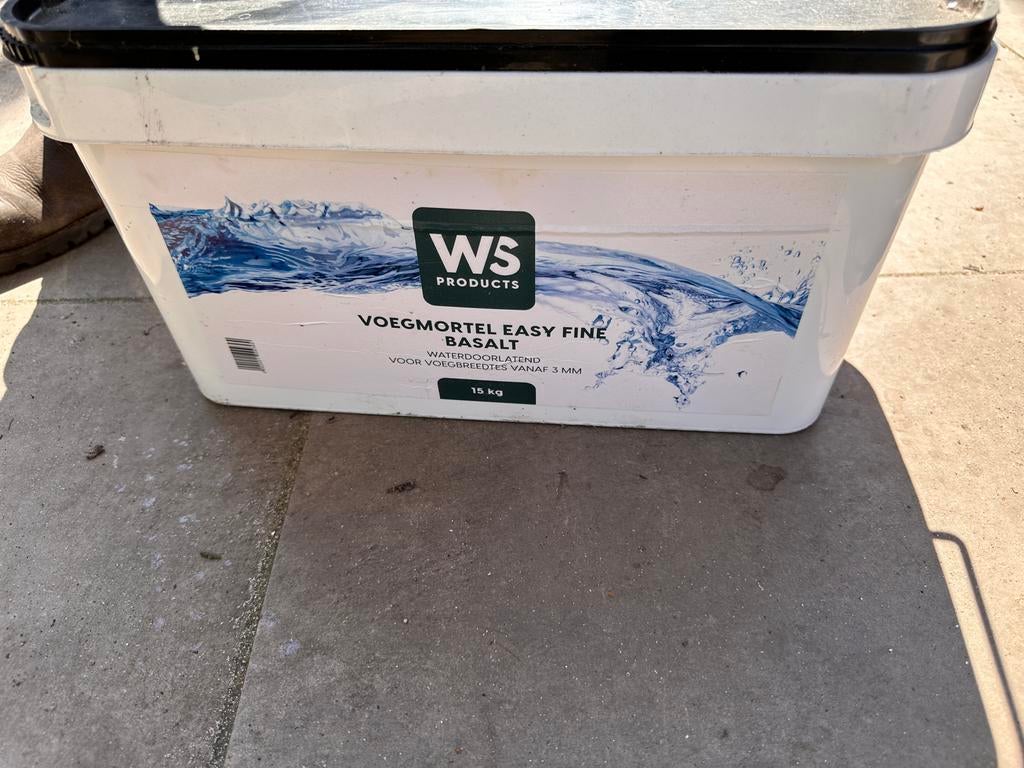 WS
PRODUCTS
VOEGMORTEL EASY FINE
BASALT
WATERDOORLATEND
VOOR VOEGBREEDTES VANAF 3 MM
15 kg